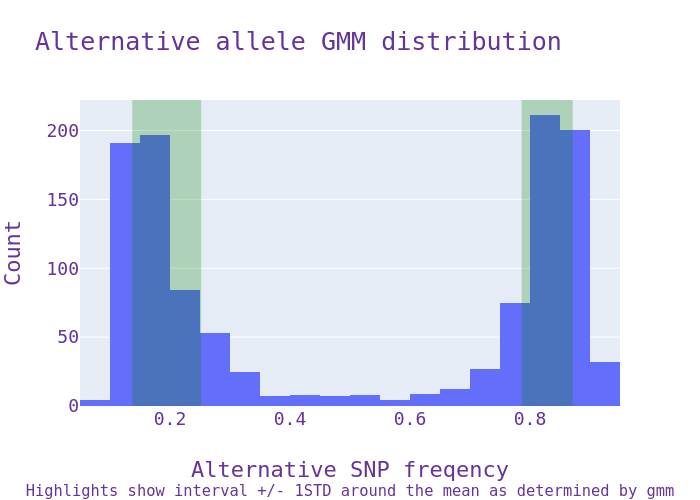 Alternative allele GMM distribution
200
150
100
50
0
Count
0.2 0.4 0.6 0.8
Alternative SNP freqency
Highlights show interval +/- 1STD around the mean as determined by gmm